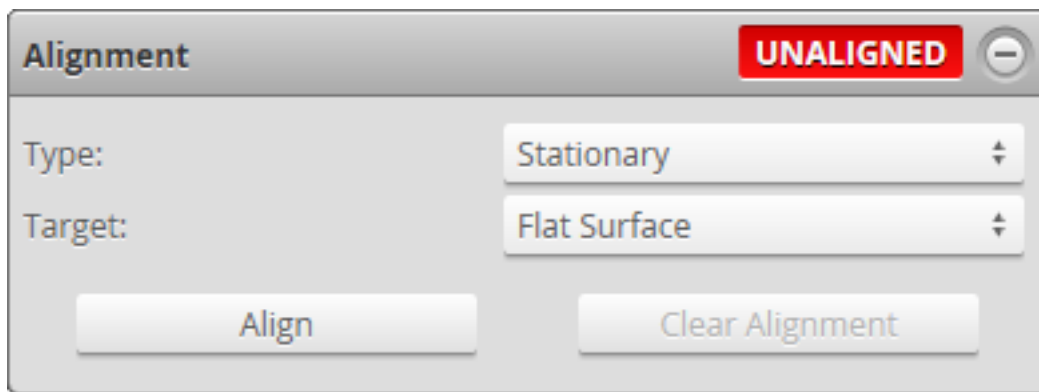 Alignment UNALIGNED
Type: Stationary
Target: Flat Surface
Align Clear Alignment